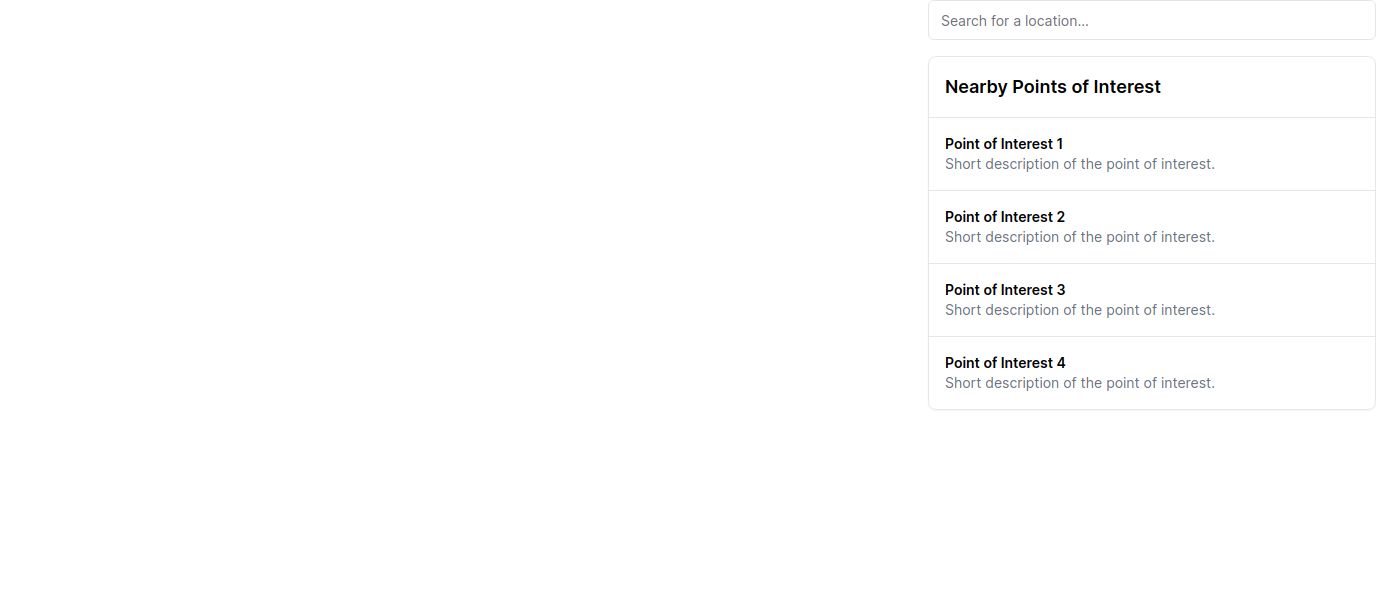 Search for a location...
Nearby Points of Interest
Point of Interest 1
Short description of the point of interest.
Point of Interest 2
Short description of the point of interest.
Point of Interest 3
Short description of the point of interest.
Point of Interest 4
Short description of the point of interest.